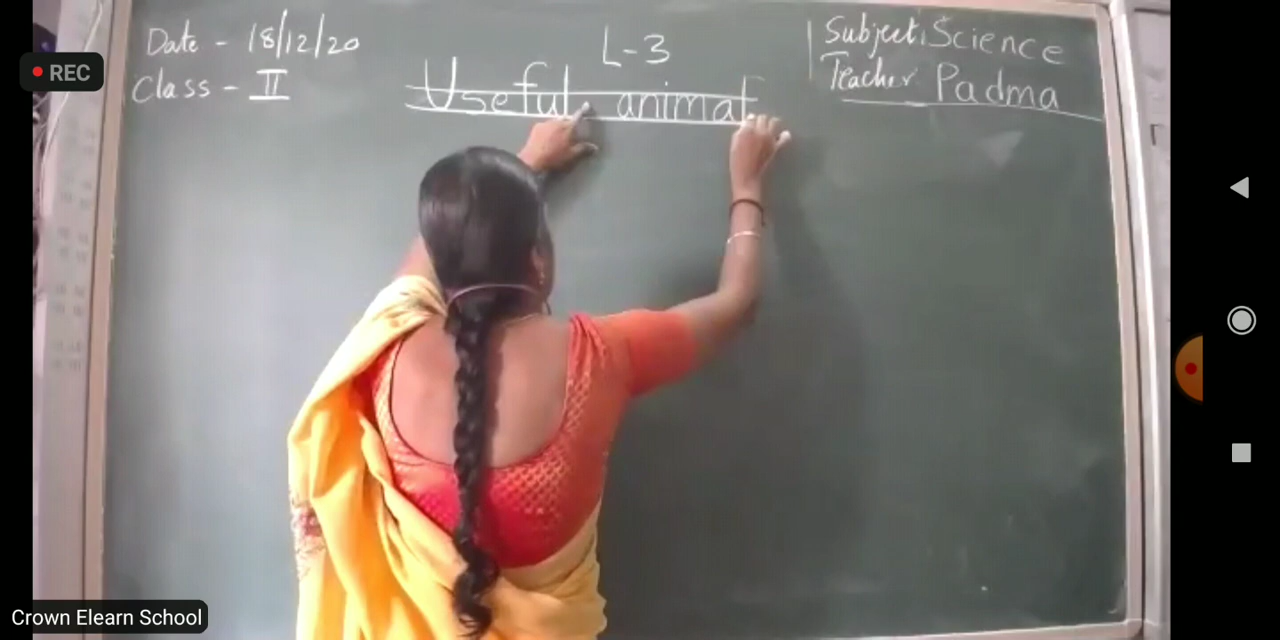 Date - 18/12/20
Class - II
L-3
Useful animal
Subject: Science
Teacher Padma
REC
Crown Elearn School